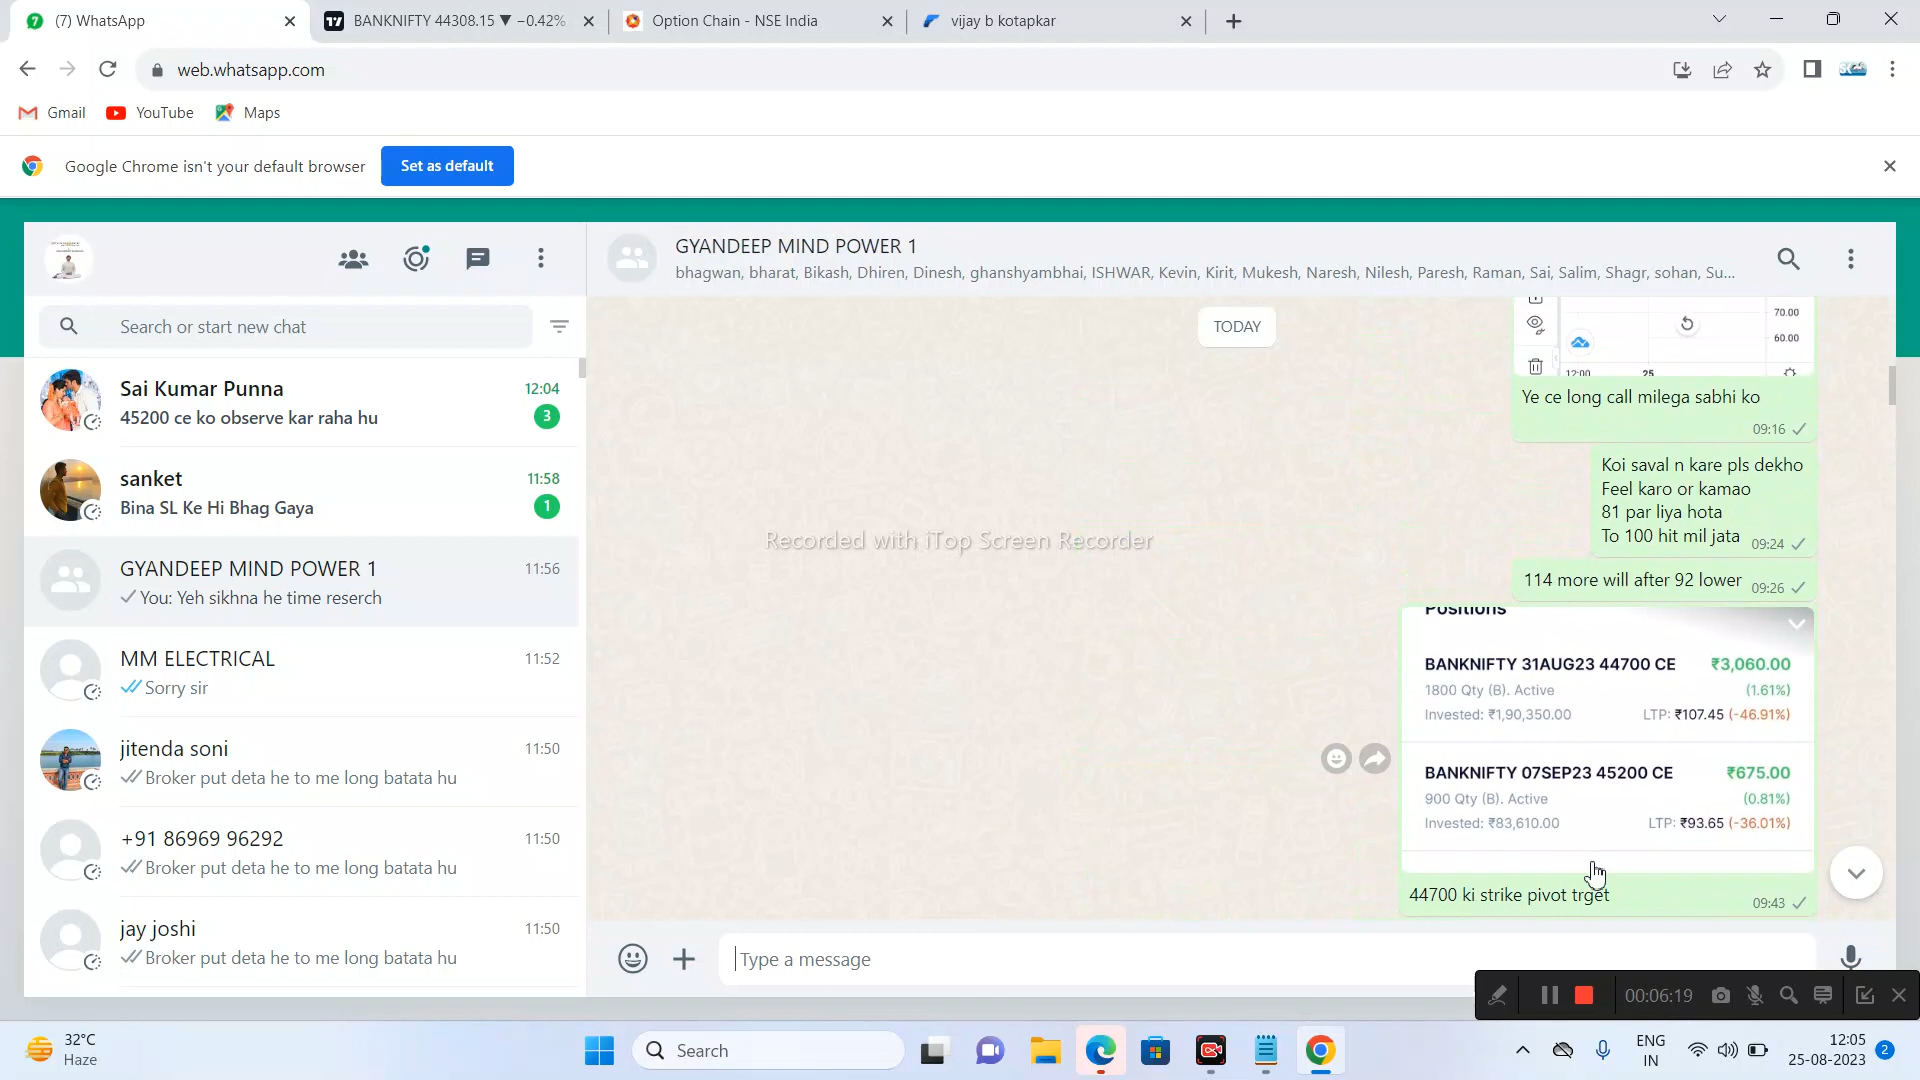 (7) WhatsApp
BANKNIFTY 44308.15 ▼ −0.42%
Option Chain - NSE India
vijay b kotapkar
web.whatsapp.com
Gmail
YouTube
Maps
Google Chrome isn't your default browser
Set as default
GYANDEEP MIND POWER 1
bhagwan, bharat, Bikash, Dhiren, Dinesh, ghanshyambhai, ISHWAR, Kevin, Kirit, Mukesh, Naresh, Nilesh, Paresh, Raman, Sai, Salim, Shagr, sohan, Su...
Search or start new chat
Sai Kumar Punna
12:04
45200 ce ko observe kar raha hu
3
sanket
11:58
Bina SL Ke Hi Bhag Gaya
1
GYANDEEP MIND POWER 1
11:56
You: Yeh sikhna he time reserch
MM ELECTRICAL
11:52
Sorry sir
jitenda soni
11:50
Broker put deta he to me long batata hu
+91 86969 96292
11:50
Broker put deta he to me long batata hu
jay joshi
11:50
Broker put deta he to me long batata hu
TODAY
70.00
60.00
12:00
25
Ye ce long call milega sabhi ko
09:16
Koi saval n kare pls dekho
Feel karo or kamao
81 par liya hota
To 100 hit mil jata
09:24
114 more will after 92 lower
09:26
Positions
BANKNIFTY 31AUG23 44700 CE
₹3,060.00
1800 Qty (B). Active
(1.61%)
Invested: ₹1,90,350.00
LTP: ₹107.45 (-46.91%)
BANKNIFTY 07SEP23 45200 CE
₹675.00
900 Qty (B). Active
(0.81%)
Invested: ₹83,610.00
LTP: ₹93.65 (-36.01%)
44700 ki strike pivot trget
09:43
Recorded with iTop Screen Recorder
Type a message
00:06:19
32°C
Haze
Search
ENG
IN
12:05
25-08-2023
2